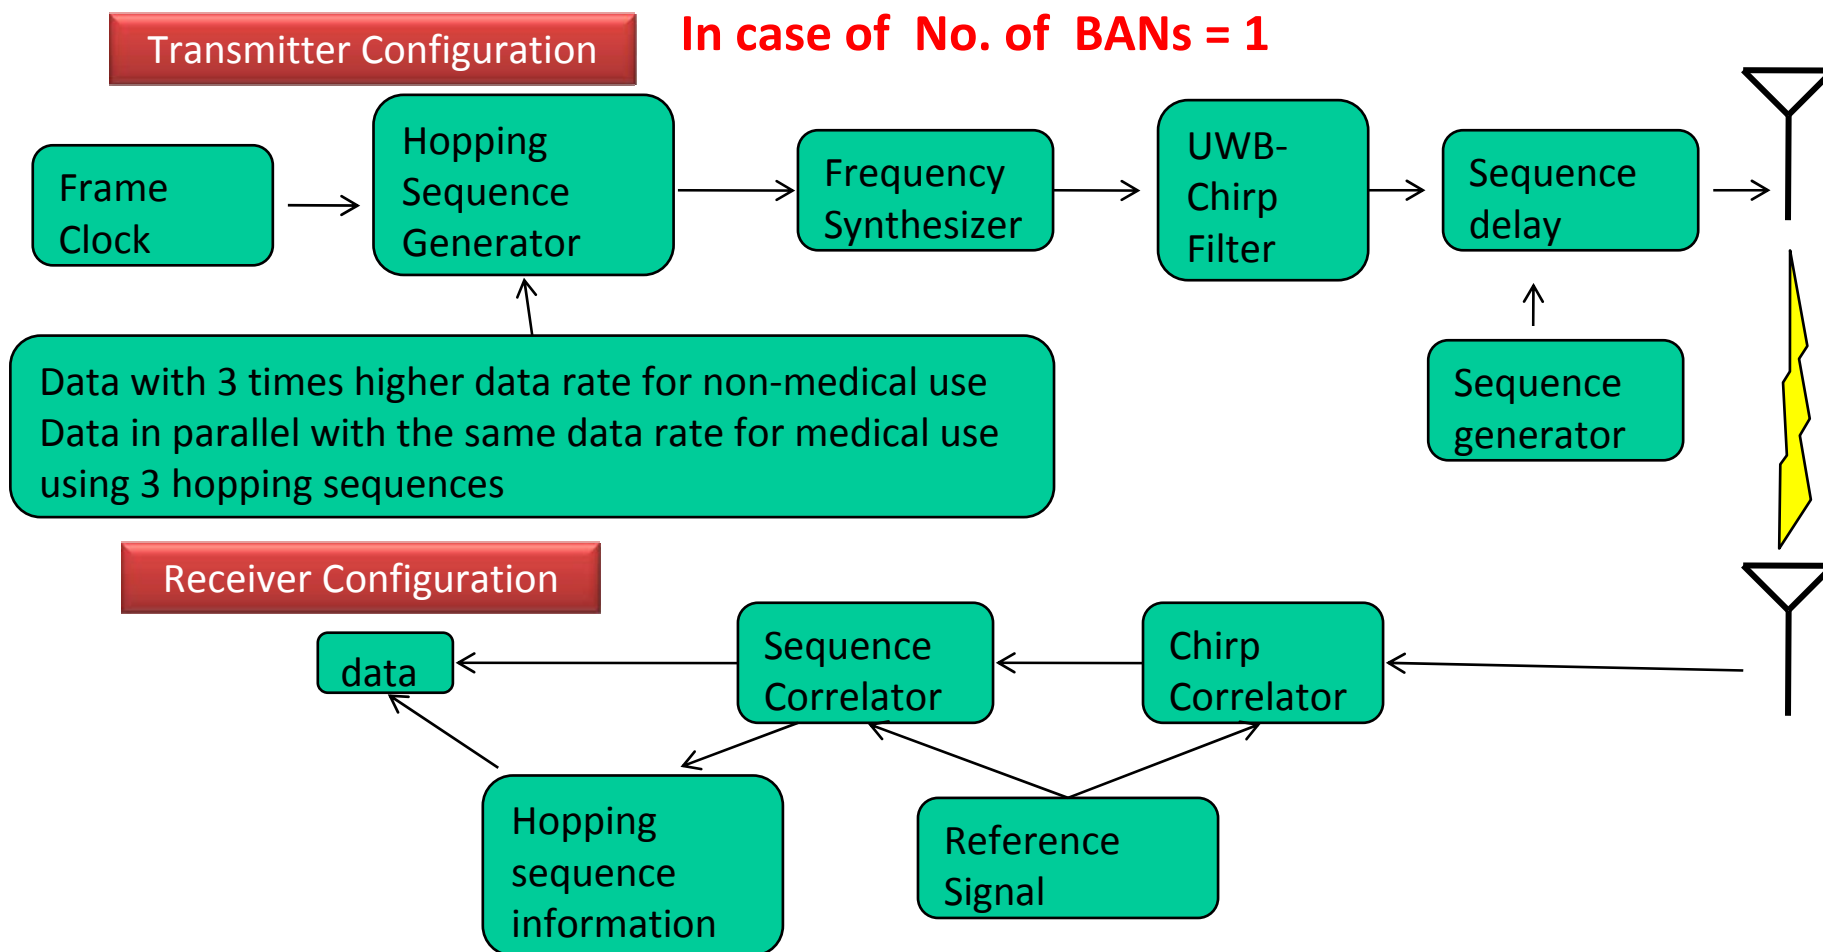 Transmitter Configuration
In case of No. of BANs = 1
Frame
Clock
Hopping
Sequence
Generator
Frequency
Synthesizer
UWB-
Chirp
Filter
Sequence
delay
Data with 3 times higher data rate for non-medical use
Data in parallel with the same data rate for medical use
using 3 hopping sequences
Sequence
generator
Receiver Configuration
data
Sequence
Correlator
Chirp
Correlator
Hopping
sequence
information
Reference
Signal